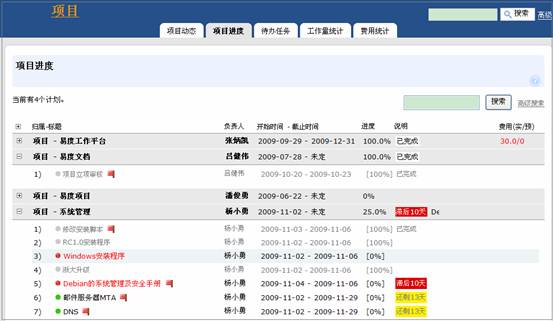 项目
搜索 高级
项目动态 项目进度 待办任务 工作量统计 费用统计
项目进度
当前有4个计划。 搜索 高级搜索
归属-标题 负责人 开始时间 - 截止时间 进度 说明 费用(实/预)
项目 - 易度工作平台 张炳凯 2009-09-29 - 2009-12-31 100.0% 已完成 30.0/0
项目 - 易度文档 吕健伟 2009-07-28 - 未定 100.0% 已完成
1) 项目立项审核 吕健伟 2009-10-20 - 2009-10-23 [100%] 已完成
项目 - 易度项目 潘俊勇 2009-06-22 - 未定 0%
项目 - 系统管理 杨小勇 2009-11-02 - 未定 25.0% 滞后10天 De
1) 修改安装脚本 杨小勇 2009-11-03 - 2009-11-06 [100%] 已完成
2) RC1.0安装程序 杨小勇 2009-11-02 - 2009-11-06 [100%]
3) Windows安装程序 杨小勇 2009-11-02 - 2009-11-06 [0%]
4) 浙大升级 杨小勇 2009-11-02 - 2009-11-06 [100%]
5) Debian的系统管理及安全手册 杨小勇 2009-11-04 - 2009-11-06 [0%] 滞后10天
6) 邮件服务器MTA 杨小勇 2009-11-02 - 2009-11-29 [0%] 还剩13天
7) DNS 杨小勇 2009-11-02 - 2009-11-29 [0%] 还剩13天